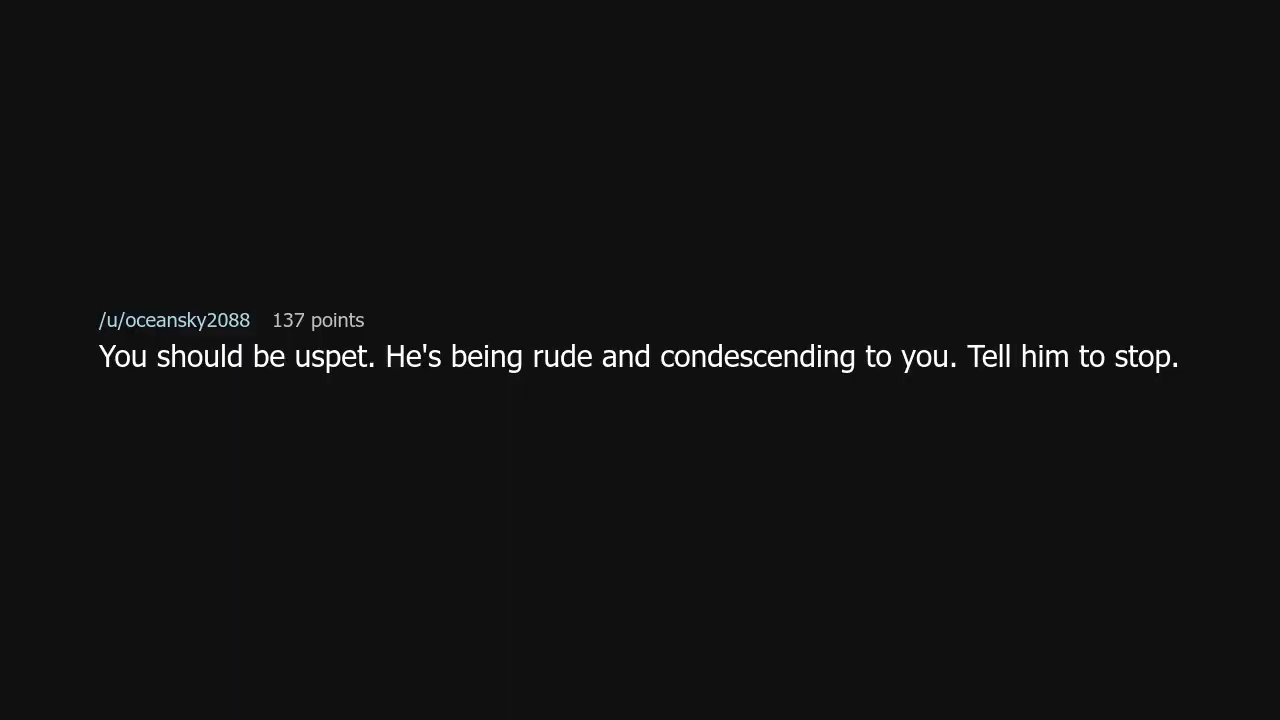 /u/oceansky2088 137 points
You should be uspet. He's being rude and condescending to you. Tell him to stop.